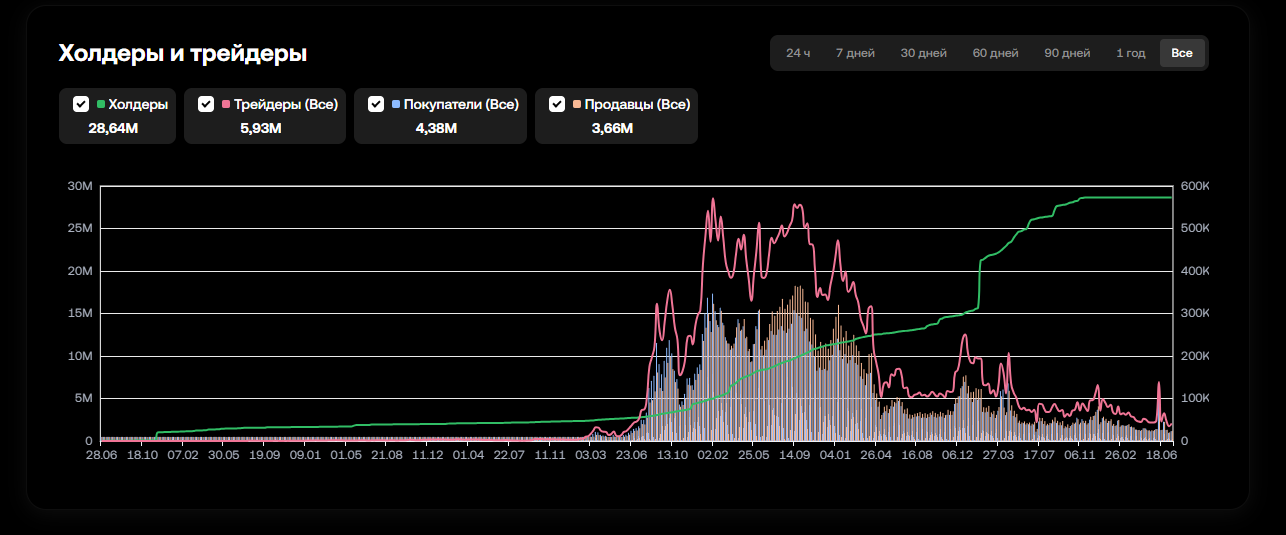 Холдеры и трейдеры
24 ч 7 дней 30 дней 60 дней 90 дней 1 год Все
Холдеры Трейдеры (Все) Покупатели (Все) Продавцы (Все)
28,64M 5,93M 4,38M 3,66M
30M 600K
25M 500K
20M 400K
15M 300K
10M 200K
5M 100K
0 0
28.06 18.10 07.02 30.05 19.09 09.01 01.05 21.08 11.12 01.04 22.07 11.11 03.03 23.06 13.10 02.02 25.05 14.09 04.01 26.04 16.08 06.12 27.03 17.07 06.11 26.02 18.06